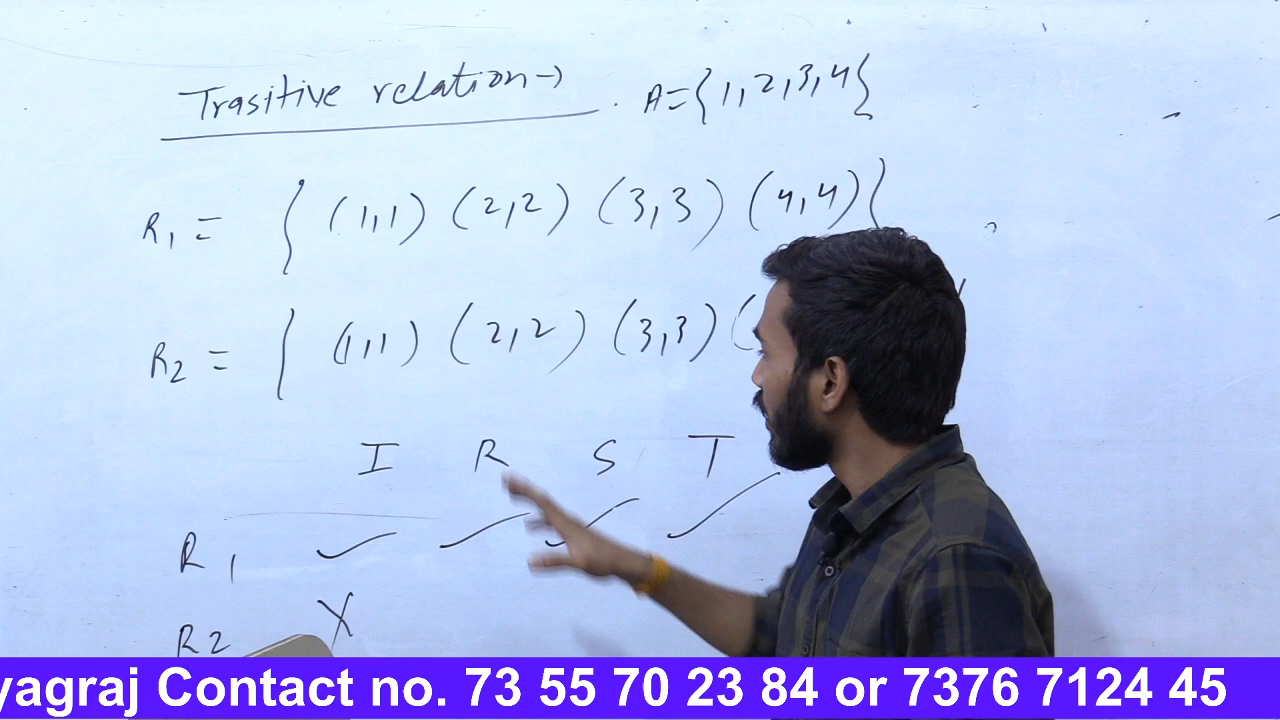 Trasitive relation→ A={1,2,3,4}
R1 = { (1,1) (2,2) (3,3) (4,4)}
R2 = { (1,1) (2,2) (3,3) (
I R S T
R1 ✓ ✓ ✓ ✓
R2 X
yagraj Contact no. 73 55 70 23 84 or 7376 7124 45